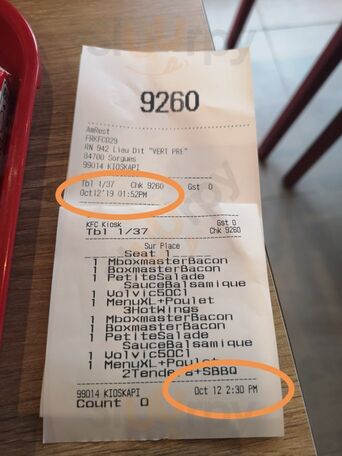 9260
AmRest
FRKFC029
RN 942 Lieu Dit "VERT PRE"
84700 Sorgues
99014 KIOSKAPI
Tbl 1/37 Chk 9260 Gst 0
Oct12'19 01:52PM
KFC Kiosk Gst 0
Tbl 1/37 Chk 9260
Sur Place
Seat 1
1 MboxmasterBacon
1 BoxmasterBacon
1 PetiteSalade
SauceBalsamique
1 Volvic50Cl
1 MenuXL+Poulet
3HotWings
1 MboxmasterBacon
1 BoxmasterBacon
1 PetiteSalade
SauceBalsamique
1 Volvic50Cl
1 MenuXL+Poulet
2Tenders+SBBQ
99014 KIOSKAPI Oct 12 2:30 PM
Count 0